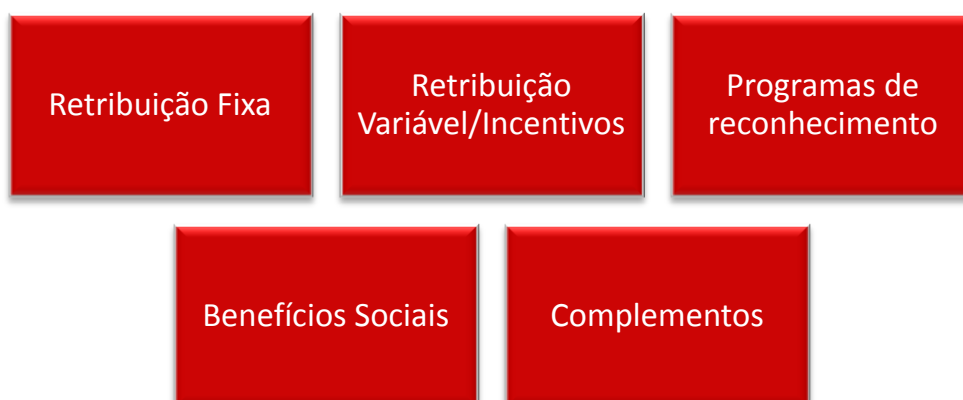 Retribuição Fixa
Retribuição
Variável/Incentivos
Programas de
reconhecimento
Benefícios Sociais
Complementos